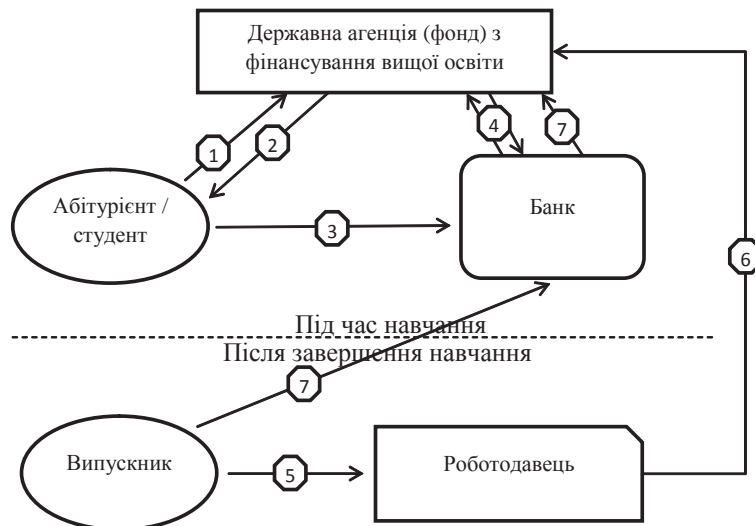 Державна агенція (фонд) з
фінансування вищої освіти
1
2
4
7
Абітурієнт /
студент
3
Банк
6
Під час навчання
Після завершення навчання
7
Випускник
5
Роботодавець